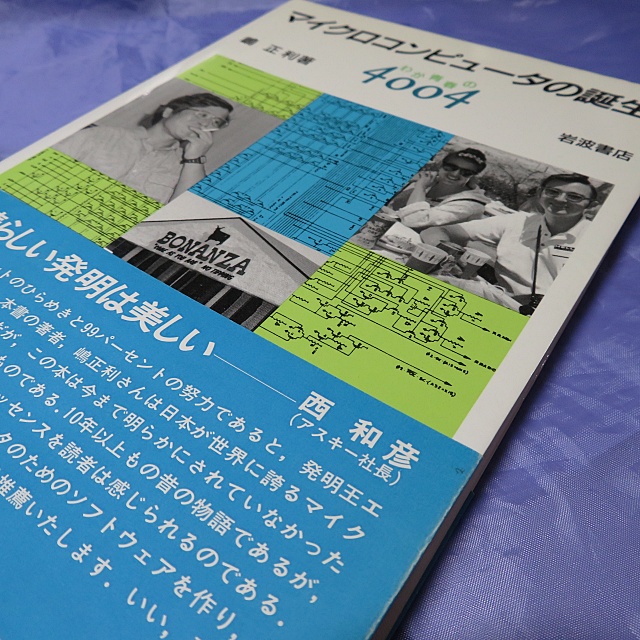 マイクロコンピュータの誕生
わが青春の
4004
嶋 正利著
岩波書店
BONANZA
らしい発明は美しい――
西 和彦
(アスキー社長)
トのひらめきと99パーセントの努力であると，発明王エ
本書の著者，嶋正利さんは日本が世界に誇るマイク
が，この本は今まで明らかにされていなかった
ものである．10年以上もの昔の物語であるが，
ッセンスを読者は感じられるのである．
タのためのソフトウェアを作り，
推薦いたします．いい，